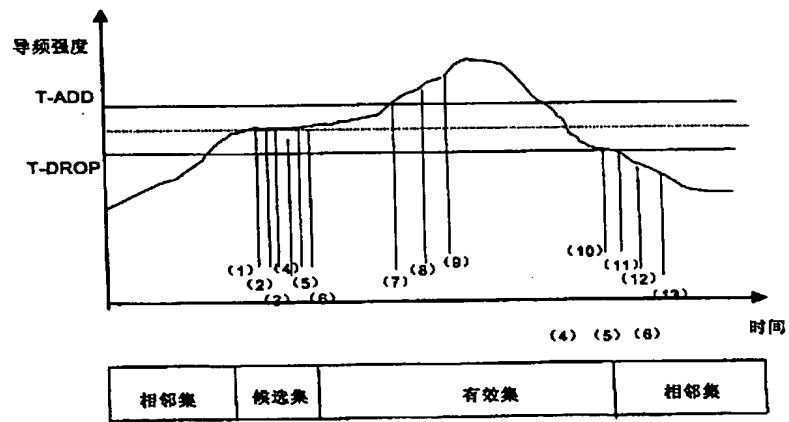 导频强度
T-ADD
T-DROP
(1) (4) (7) (8) (9) (10) (11)
(2) (5) (12)
(3) (6) (13)
时间
(4) (5) (6)
相邻集 候选集 有效集 相邻集